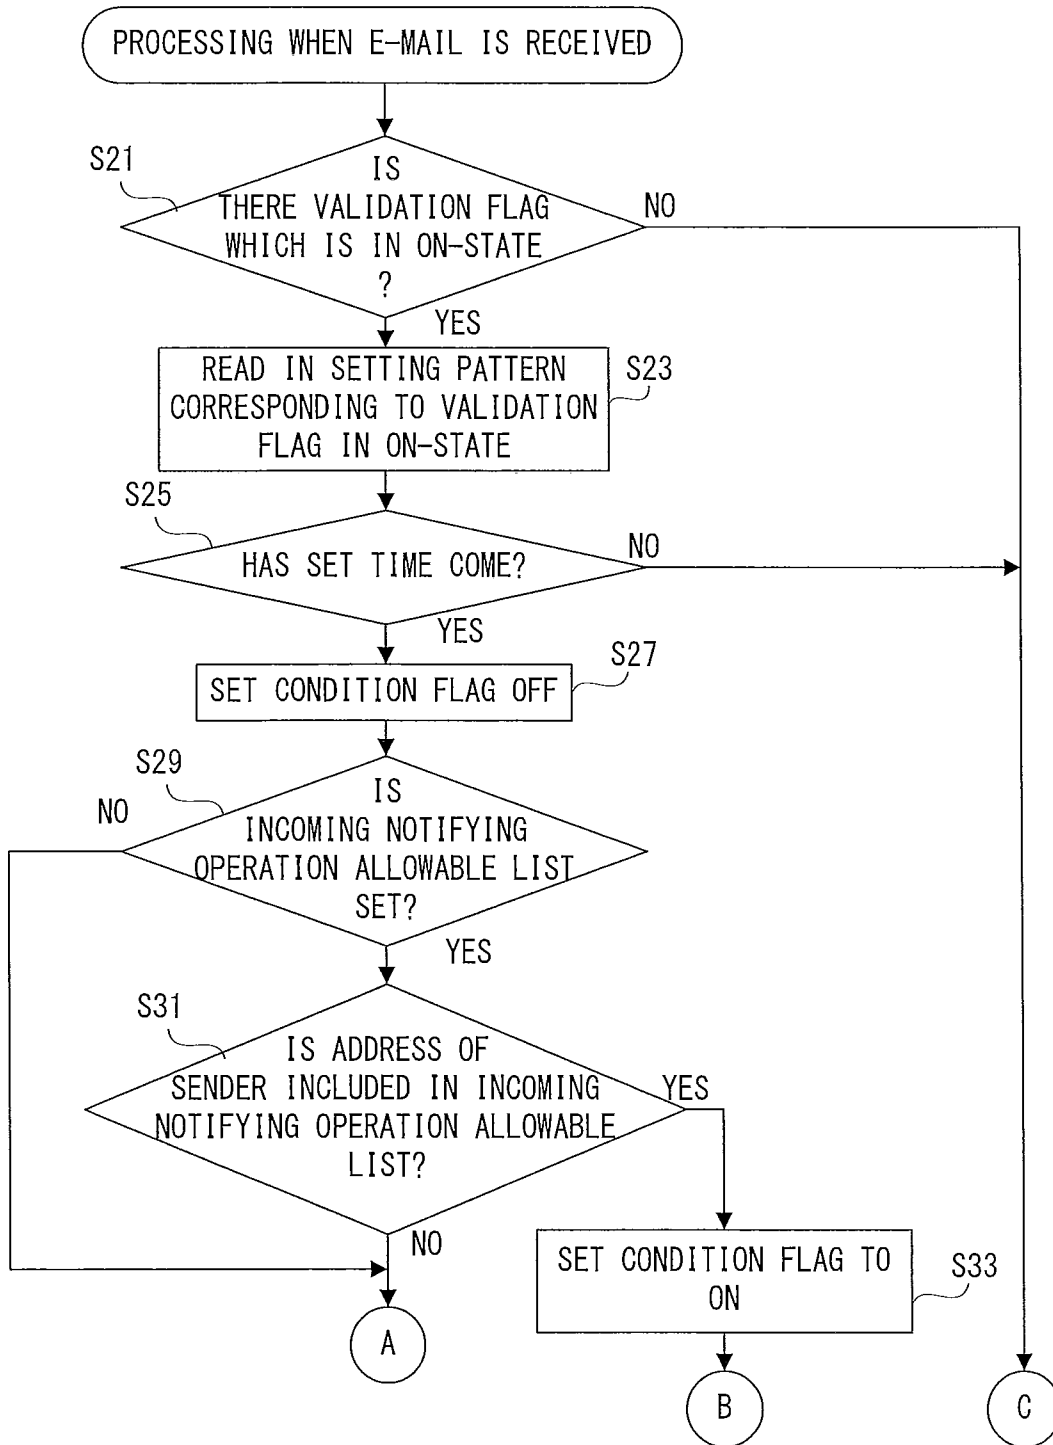 PROCESSING WHEN E-MAIL IS RECEIVED
S21
IS
THERE VALIDATION FLAG
WHICH IS IN ON-STATE
?
NO
YES
READ IN SETTING PATTERN
CORRESPONDING TO VALIDATION
FLAG IN ON-STATE
S23
S25
HAS SET TIME COME?
NO
YES
S27
SET CONDITION FLAG OFF
S29
NO
IS
INCOMING NOTIFYING
OPERATION ALLOWABLE LIST
SET?
YES
S31
IS ADDRESS OF
SENDER INCLUDED IN INCOMING
NOTIFYING OPERATION ALLOWABLE
LIST?
YES
NO
SET CONDITION FLAG TO
ON
S33
A
B
C